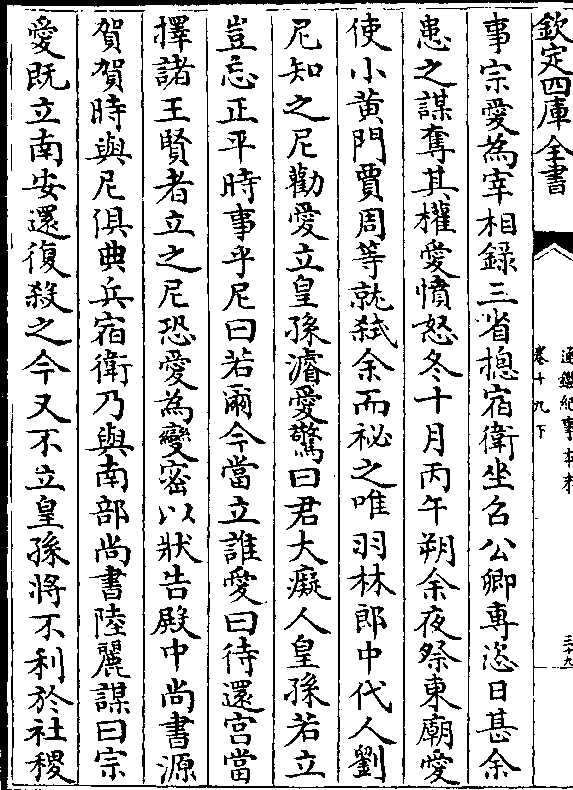 欽定四庫全書
通鑑紀事本末
卷十九下
三十九
事宗愛為宰相録三省摠宿衛坐召公卿専恣日甚余
患之謀奪其權愛憤怒冬十月丙午朔余夜祭東廟愛
使小黄門賈周等就弑余而祕之唯羽林郎中代人劉
尼知之尼勸愛立皇孫濬愛驚曰君大癡人皇孫若立
豈忘正平時事乎尼曰若爾今當立誰愛曰待還宮當
擇諸王賢者立之尼恐愛為變密以狀告殿中尚書源
賀賀時與尼俱典兵宿衛乃與南部尚書陸麗謀曰宗
愛既立南安還復殺之今又不立皇孫將不利於社稷